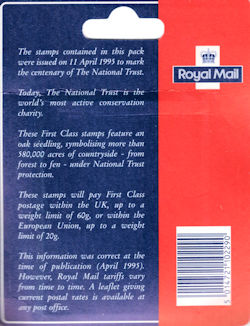 The stamps contained in this pack
were issued on 11 April 1995 to mark
the centenary of The National Trust.
Today, The National Trust is the
world's most active conservation
charity.
These First Class stamps feature an
oak seedling, symbolising more than
580,000 acres of countryside - from
forest to fen - under National Trust
protection.
These stamps will pay First Class
postage within the UK, up to a
weight limit of 60g, or within the
European Union, up to a
weight limit of 20g.
This information was correct at the
time of publication (April 1995).
However, Royal Mail tariffs vary
from time to time. A leaflet giving
current postal rates is available at
any post office.
Royal Mail
5 014721 102290